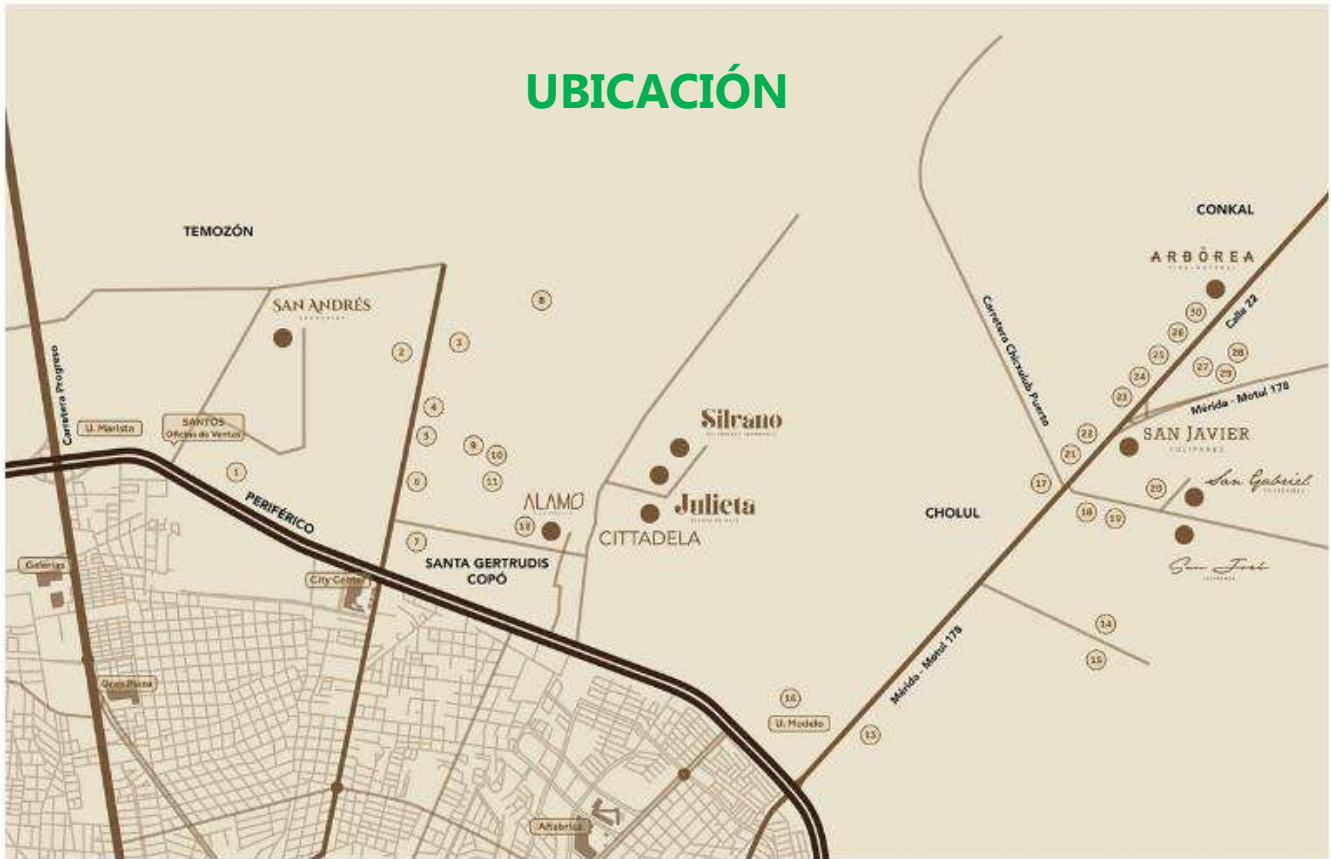 UBICACIÓN
CONKAL
TEMOZÓN
ARBÓREA
SAN ANDRÉS
8
30
Calle 22
Carretera Chicxulub Puerto
26
3
2
25
28
Carretera Progreso
27
29
24
Mérida - Motul 178
23
4
SANTOS
Oficina de Ventas
U. Marista
Silvano
5
22
SAN JAVIER
TULIPANES
9
10
21
1
6
11
17
20
San Gabriel
ALAMO
Julieta
PERIFÉRICO
12
CITTADELA
CHOLUL
18
19
7
SANTA GERTRUDIS
COPÓ
Galerías
City Center
San José
14
15
Mérida - Motul 178
Gran Plaza
16
U. Modelo
13
Altabrisa